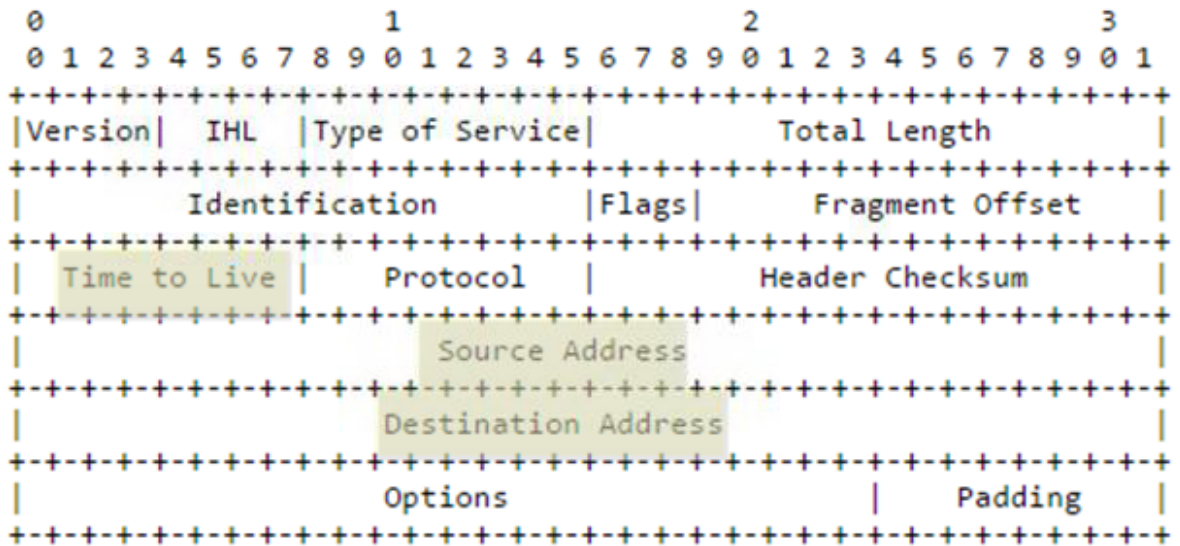 0                   1                   2                   3
0 1 2 3 4 5 6 7 8 9 0 1 2 3 4 5 6 7 8 9 0 1 2 3 4 5 6 7 8 9 0 1
+-+-+-+-+-+-+-+-+-+-+-+-+-+-+-+-+-+-+-+-+-+-+-+-+-+-+-+-+-+-+-+-+
|Version|  IHL  |Type of Service|          Total Length         |
+-+-+-+-+-+-+-+-+-+-+-+-+-+-+-+-+-+-+-+-+-+-+-+-+-+-+-+-+-+-+-+-+
|         Identification        |Flags|      Fragment Offset    |
+-+-+-+-+-+-+-+-+-+-+-+-+-+-+-+-+-+-+-+-+-+-+-+-+-+-+-+-+-+-+-+-+
|  Time to Live |    Protocol   |         Header Checksum       |
+-+-+-+-+-+-+-+-+-+-+-+-+-+-+-+-+-+-+-+-+-+-+-+-+-+-+-+-+-+-+-+-+
|                       Source Address                          |
+-+-+-+-+-+-+-+-+-+-+-+-+-+-+-+-+-+-+-+-+-+-+-+-+-+-+-+-+-+-+-+-+
|                    Destination Address                        |
+-+-+-+-+-+-+-+-+-+-+-+-+-+-+-+-+-+-+-+-+-+-+-+-+-+-+-+-+-+-+-+-+
|                    Options                    |    Padding    |
+-+-+-+-+-+-+-+-+-+-+-+-+-+-+-+-+-+-+-+-+-+-+-+-+-+-+-+-+-+-+-+-+